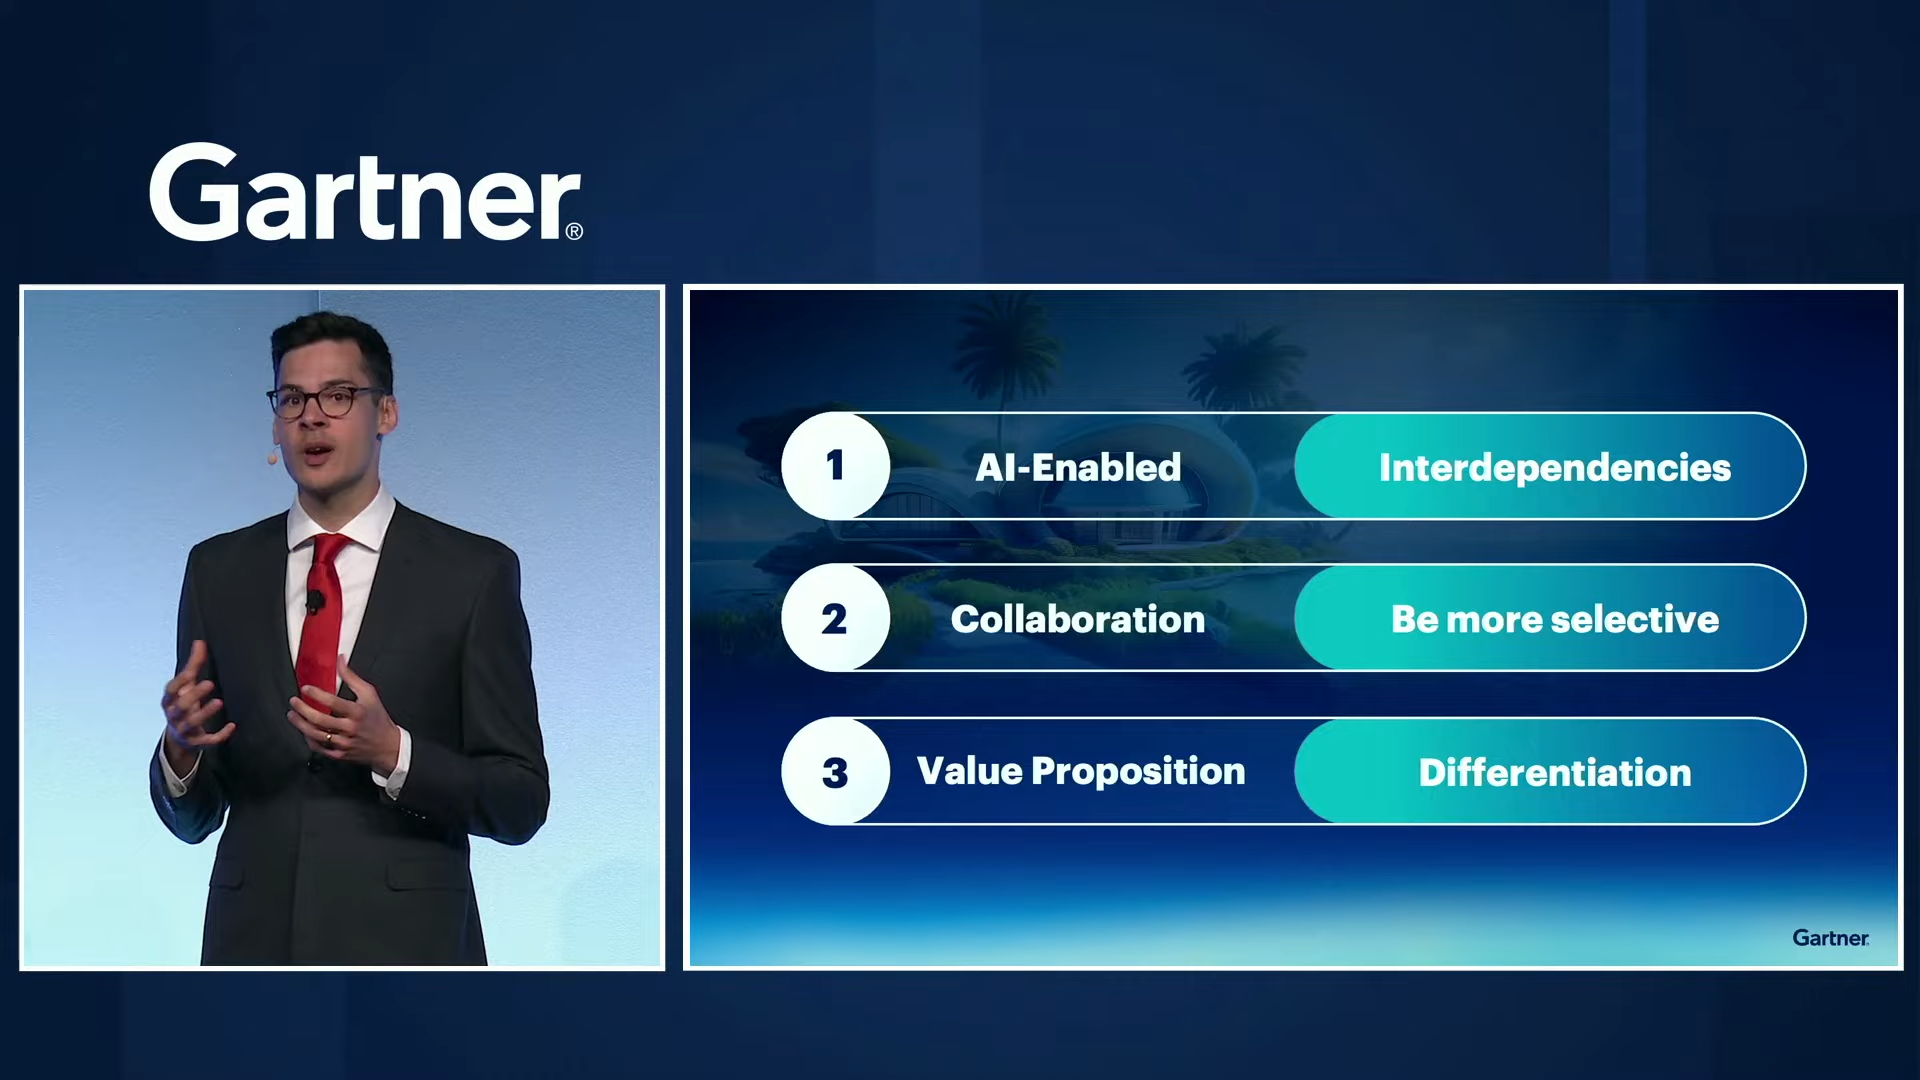 Gartner®
1 AI-Enabled Interdependencies
2 Collaboration Be more selective
3 Value Proposition Differentiation
Gartner